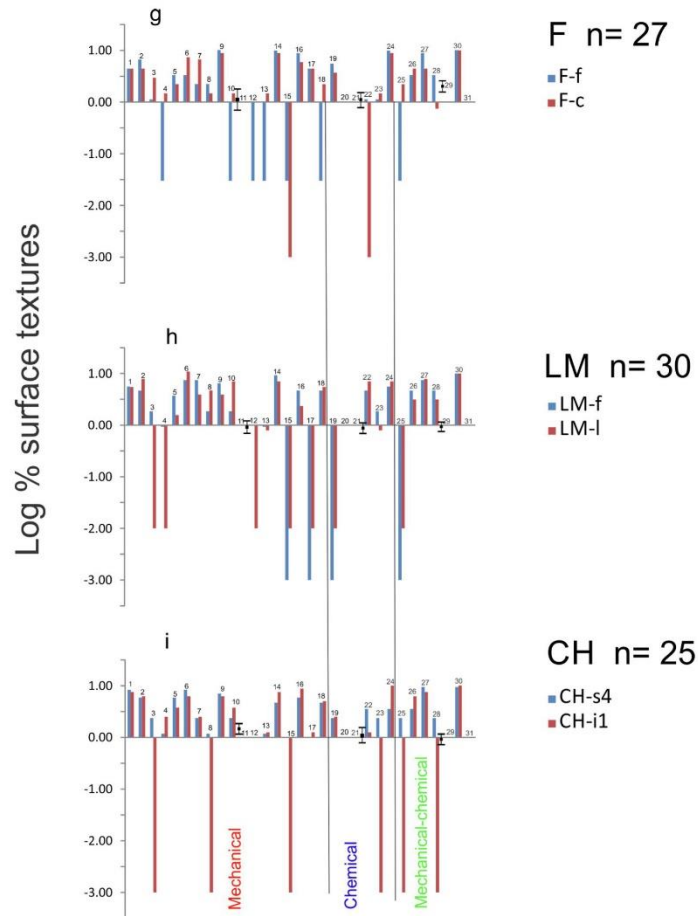 g
F n= 27
F-f
F-c
1.00
0.00
-1.00
-2.00
-3.00
1 2 3 4 5 6 7 8 9 10 11 12 13 14 15 16 17 18 19 20 21 22 23 24 25 26 27 28 29 30 31
Log % surface textures
h
LM n= 30
LM-f
LM-l
1.00
0.00
-1.00
-2.00
-3.00
1 2 3 4 5 6 7 8 9 10 11 12 13 14 15 16 17 18 19 20 21 22 23 24 25 26 27 28 29 30 31
i
CH n= 25
CH-s4
CH-i1
1.00
0.00
-1.00
-2.00
-3.00
1 2 3 4 5 6 7 8 9 10 11 12 13 14 15 16 17 18 19 20 21 22 23 24 25 26 27 28 29 30 31
Mechanical
Chemical
Mechanical-chemical